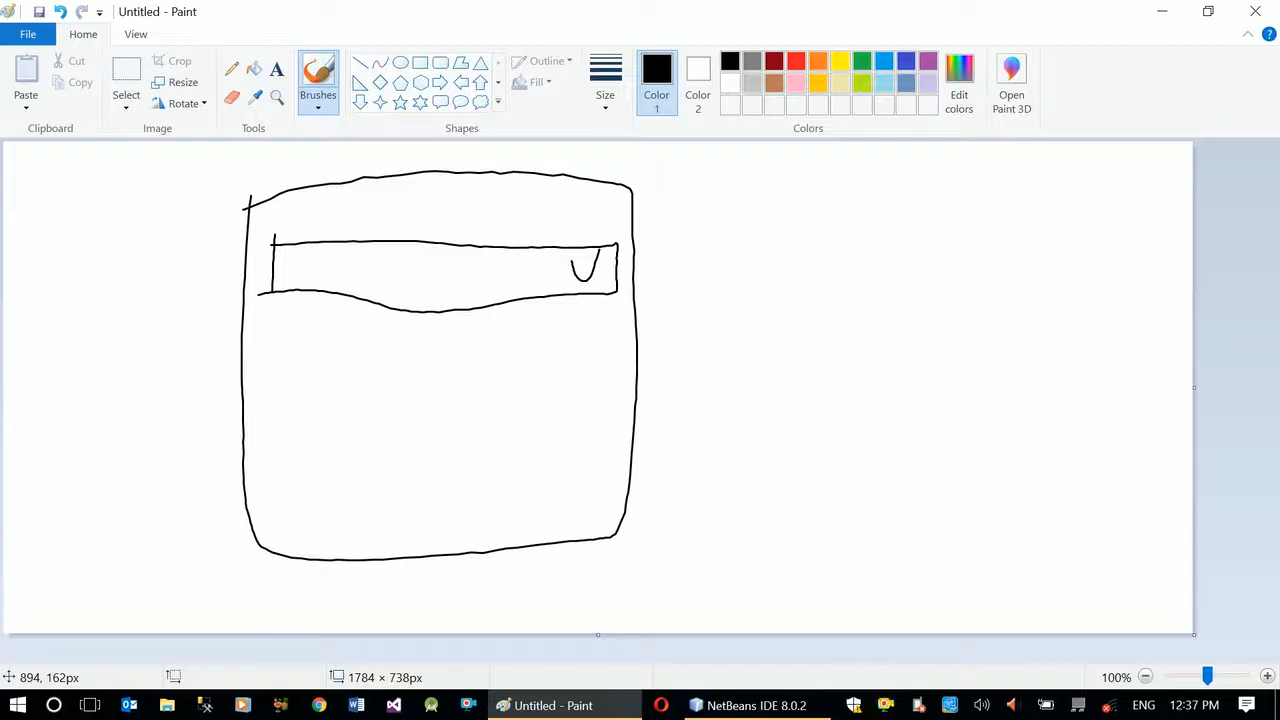 Untitled - Paint
File Home View
Cut
Copy
Paste
Clipboard
Select
Crop
Resize
Rotate
Image
Tools
Brushes
Outline
Fill
Shapes
Size
Color 1
Color 2
Edit colors
Colors
Open Paint 3D
894, 162px
1784 × 738px
100%
Untitled - Paint
NetBeans IDE 8.0.2
ENG
12:37 PM